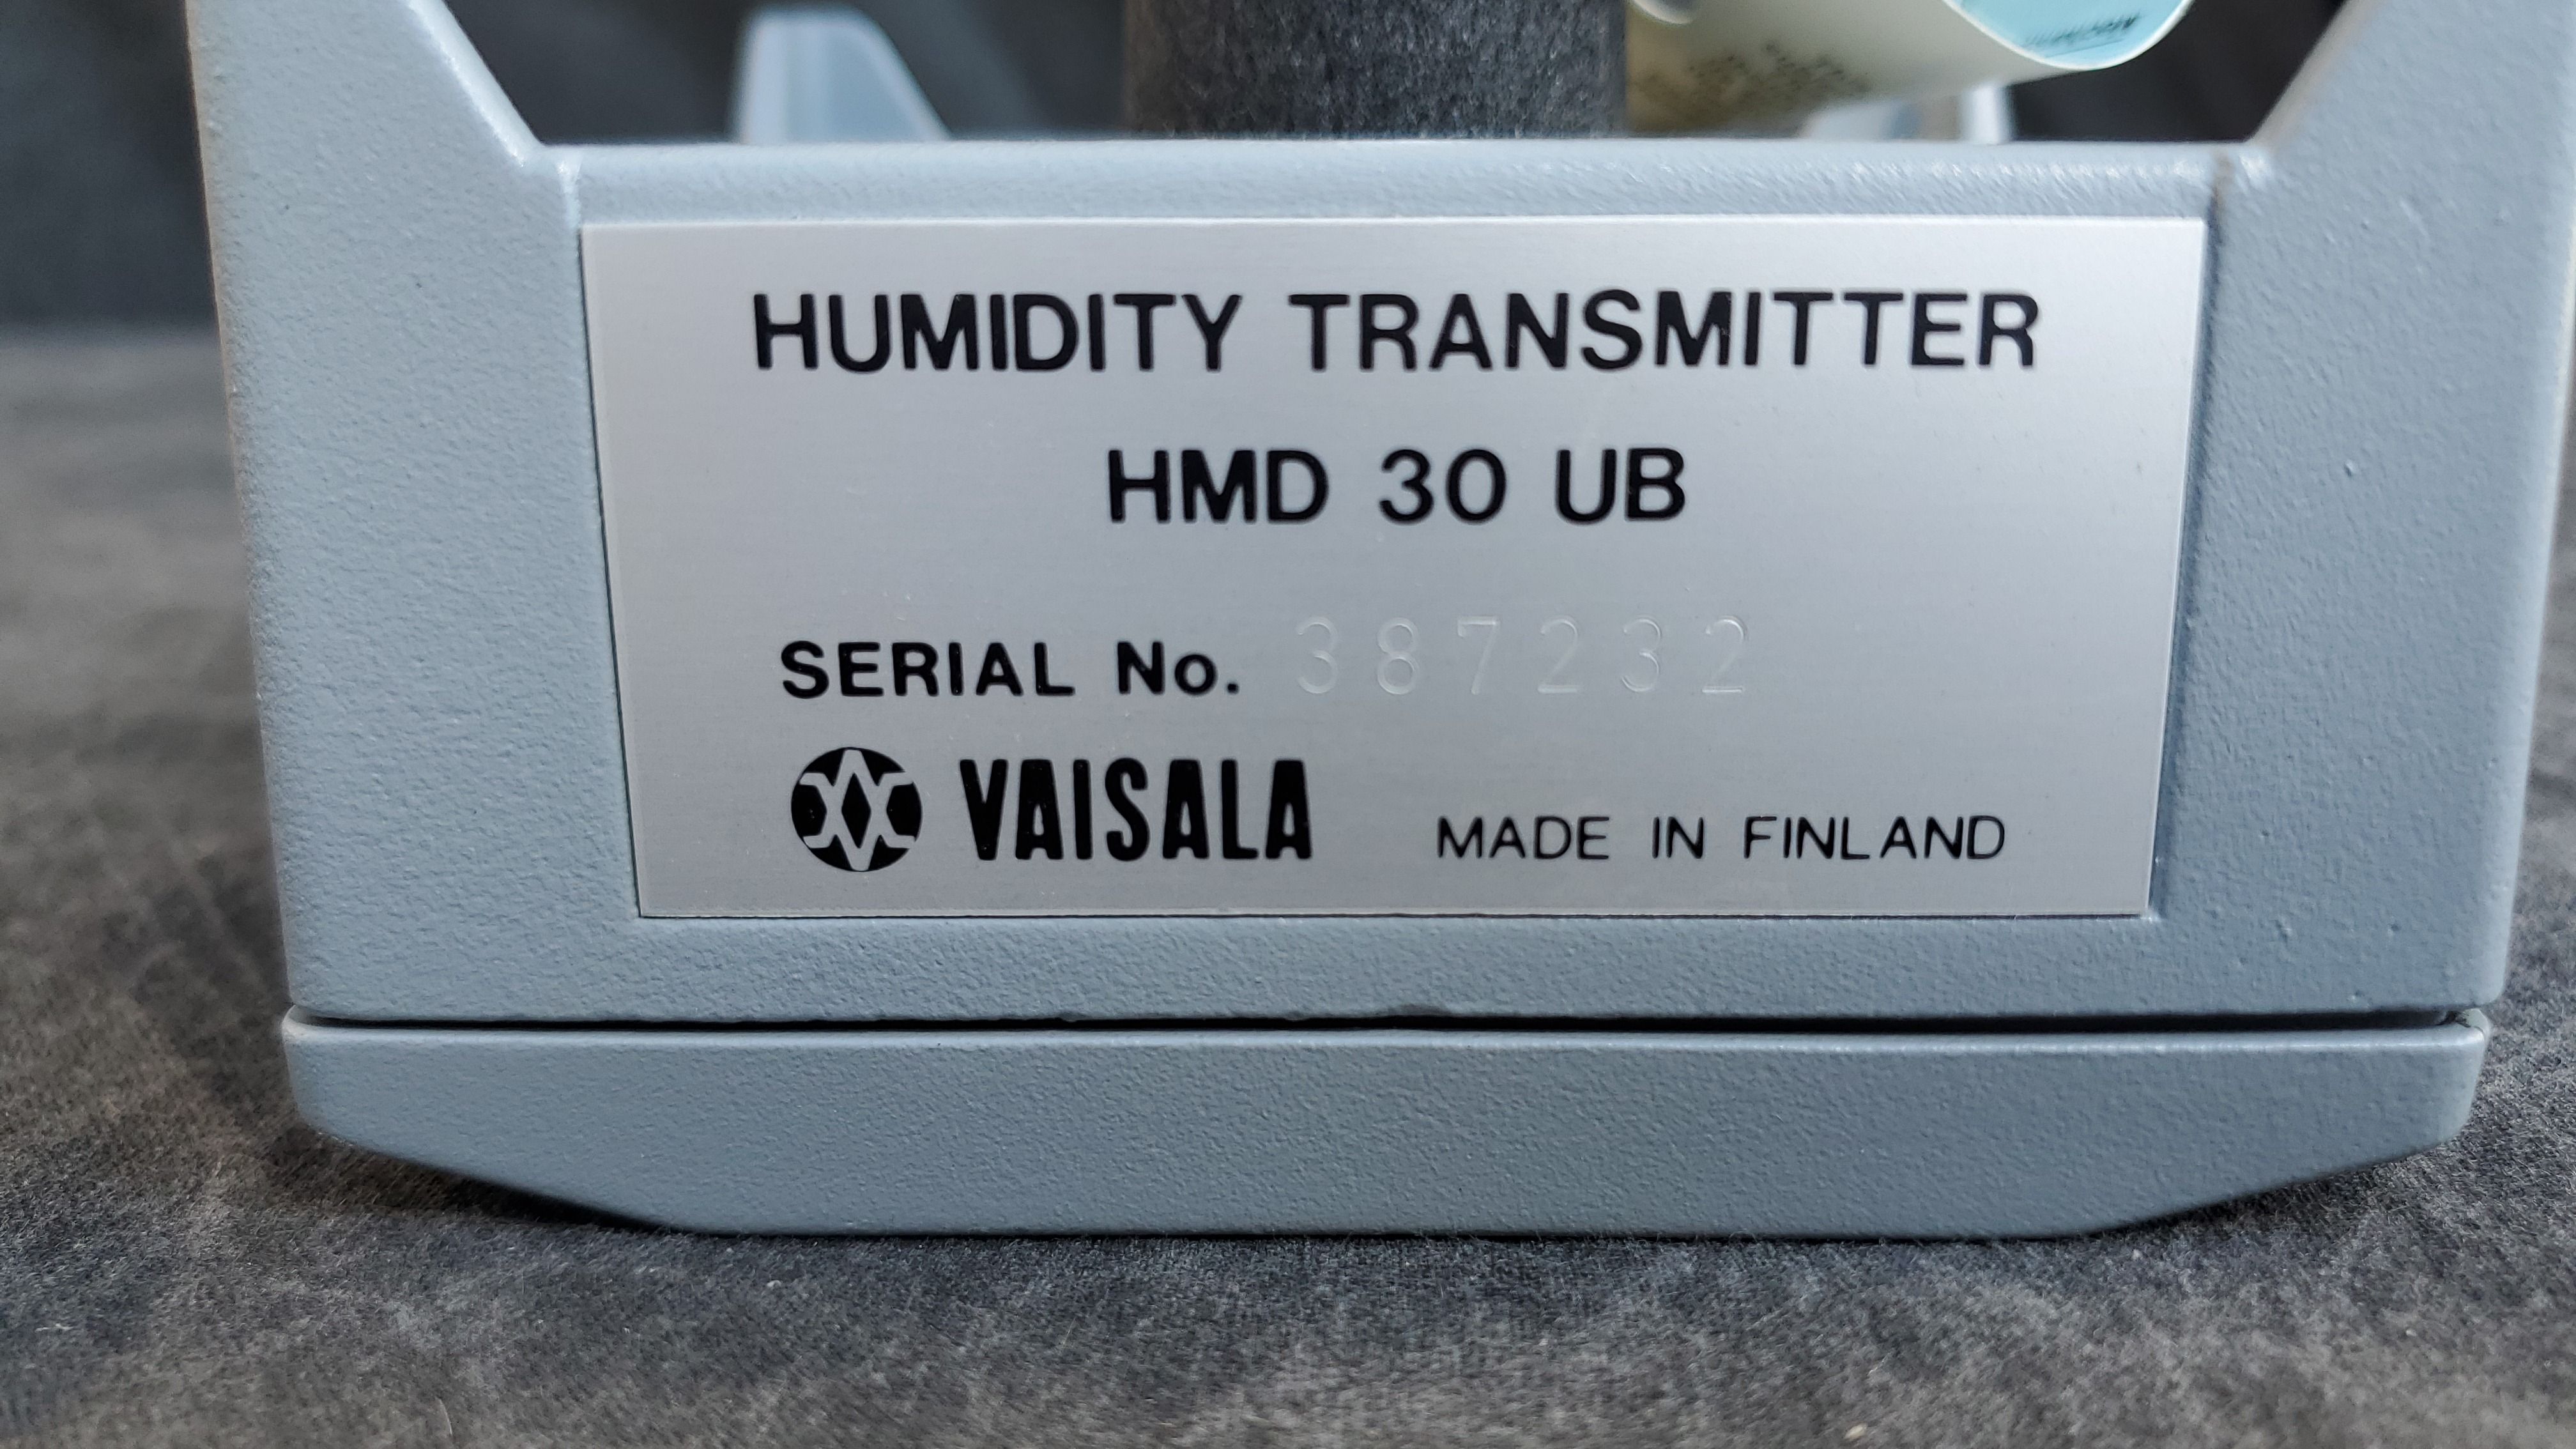 HUMIDITY TRANSMITTER
HMD 30 UB
SERIAL No. 387232
VAISALA MADE IN FINLAND